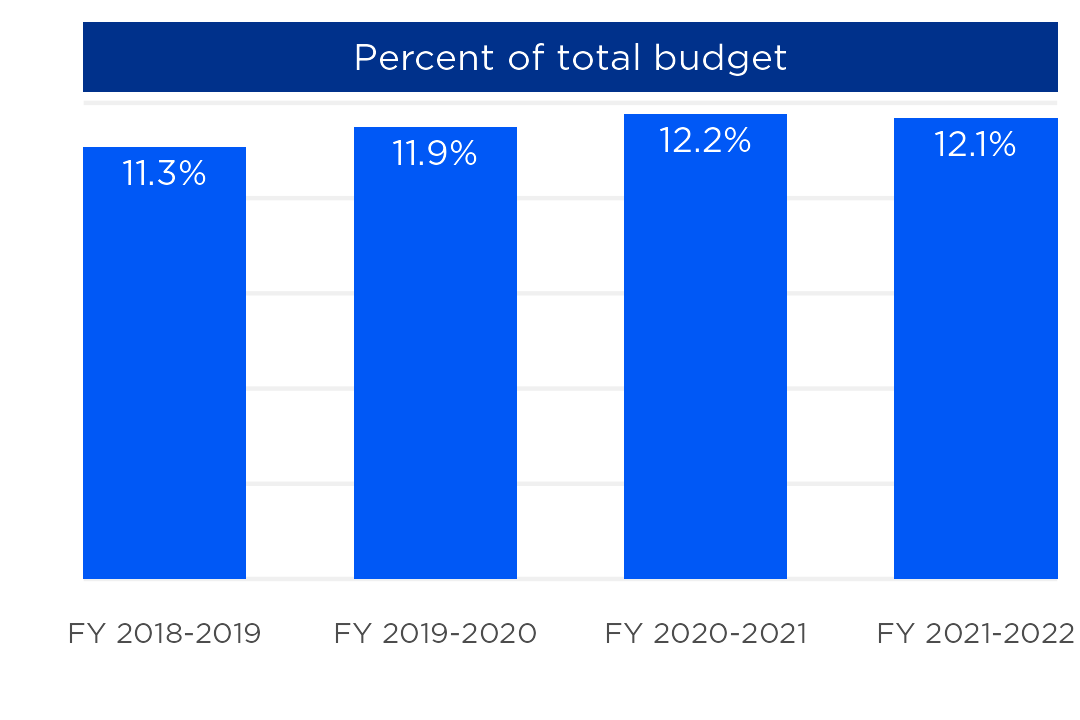 Percent of total budget
11.3%
11.9%
12.2%
12.1%
FY 2018-2019
FY 2019-2020
FY 2020-2021
FY 2021-2022